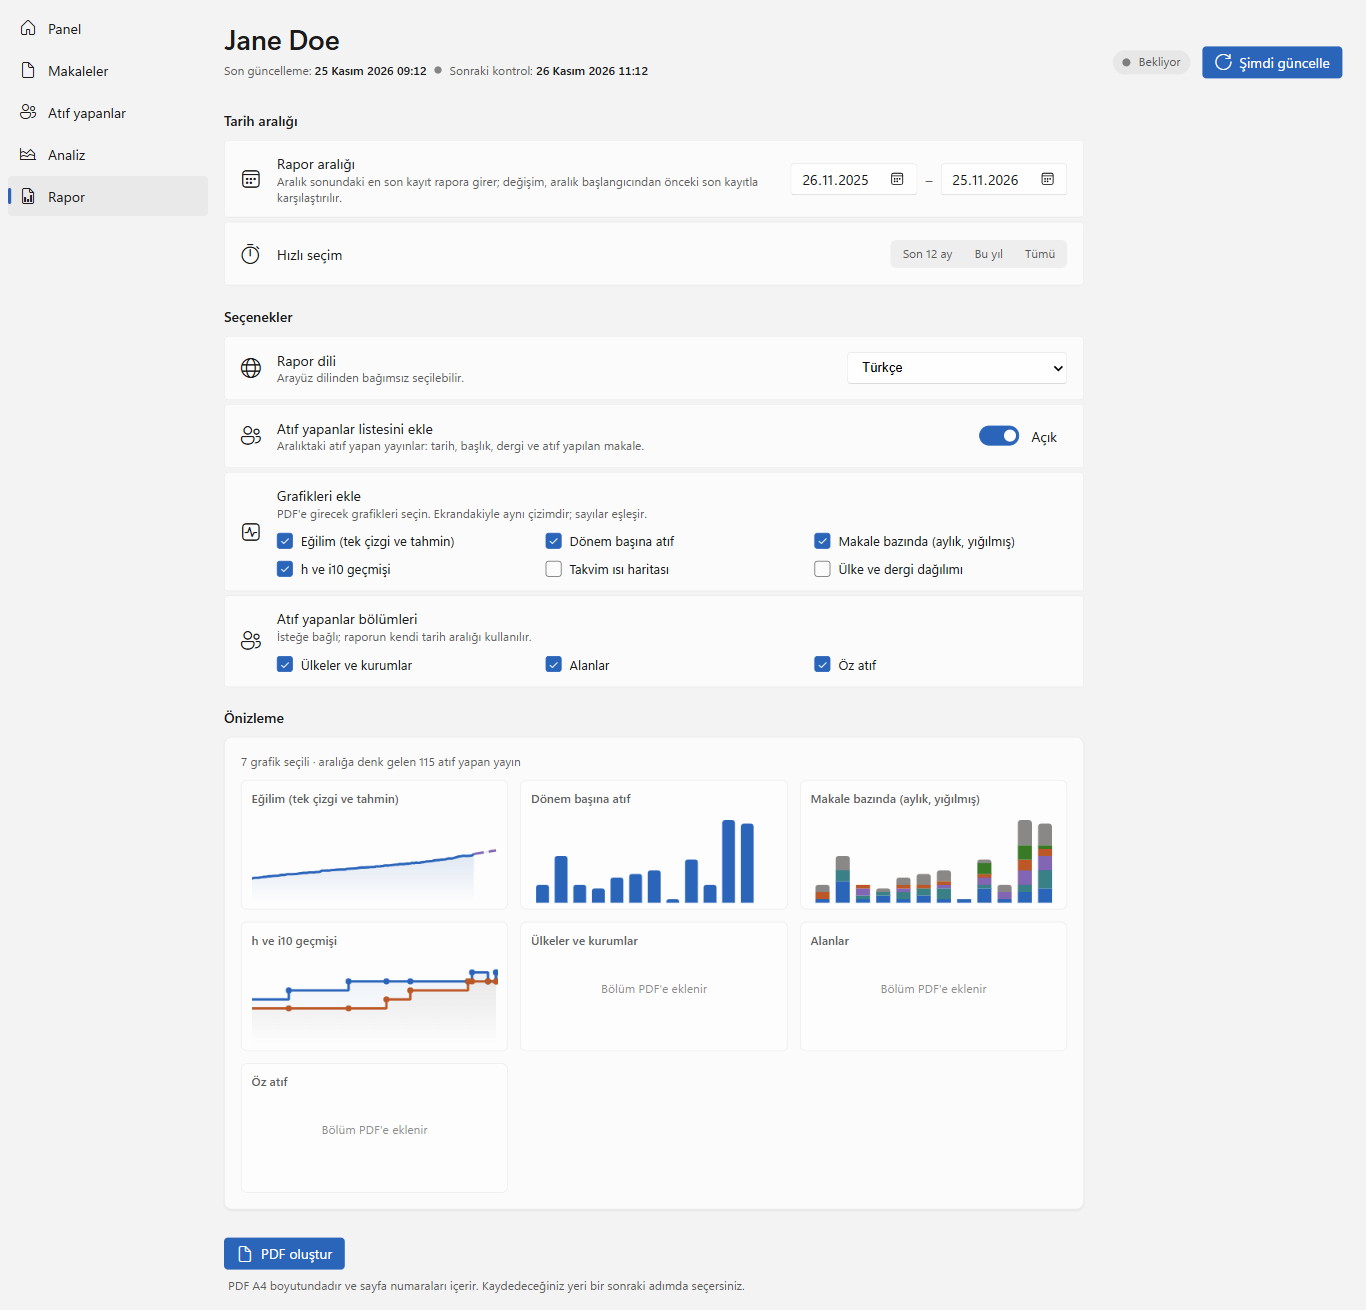 Panel
Makaleler
Atıf yapanlar
Analiz
Rapor
Jane Doe
Son güncelleme: 25 Kasım 2026 09:12 ● Sonraki kontrol: 26 Kasım 2026 11:12
Bekliyor
Şimdi güncelle
Tarih aralığı
Rapor aralığı
Aralık sonundaki en son kayıt rapora girer; değişim, aralık başlangıcından önceki son kayıtla
karşılaştırılır.
26.11.2025 – 25.11.2026
Hızlı seçim
Son 12 ay Bu yıl Tümü
Seçenekler
Rapor dili
Arayüz dilinden bağımsız seçilebilir.
Türkçe
Atıf yapanlar listesini ekle
Aralıktaki atıf yapan yayınlar: tarih, başlık, dergi ve atıf yapılan makale.
Açık
Grafikleri ekle
PDF'e girecek grafikleri seçin. Ekrandakiyle aynı çizimdir; sayılar eşleşir.
Eğilim (tek çizgi ve tahmin) Dönem başına atıf Makale bazında (aylık, yığılmış)
h ve i10 geçmişi Takvim ısı haritası Ülke ve dergi dağılımı
Atıf yapanlar bölümleri
İsteğe bağlı; raporun kendi tarih aralığı kullanılır.
Ülkeler ve kurumlar Alanlar Öz atıf
Önizleme
7 grafik seçili · aralığa denk gelen 115 atıf yapan yayın
Eğilim (tek çizgi ve tahmin) Dönem başına atıf Makale bazında (aylık, yığılmış)
h ve i10 geçmişi Ülkeler ve kurumlar Alanlar
Bölüm PDF'e eklenir Bölüm PDF'e eklenir
Öz atıf
Bölüm PDF'e eklenir
PDF oluştur
PDF A4 boyutundadır ve sayfa numaraları içerir. Kaydedeceğiniz yeri bir sonraki adımda seçersiniz.